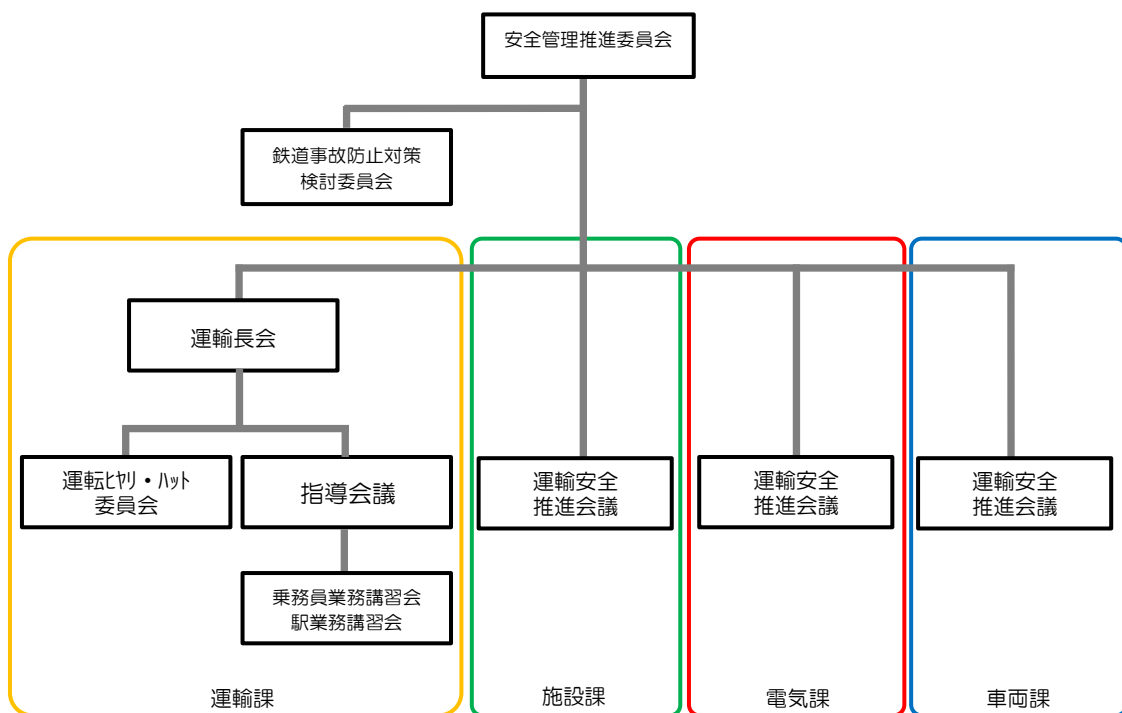 安全管理推進委員会
鉄道事故防止対策
検討委員会
運輸長会
運転ﾋﾔﾘ・ﾊｯﾄ
委員会
指導会議
運輸安全
推進会議
運輸安全
推進会議
運輸安全
推進会議
乗務員業務講習会
駅業務講習会
運輸課
施設課
電気課
車両課